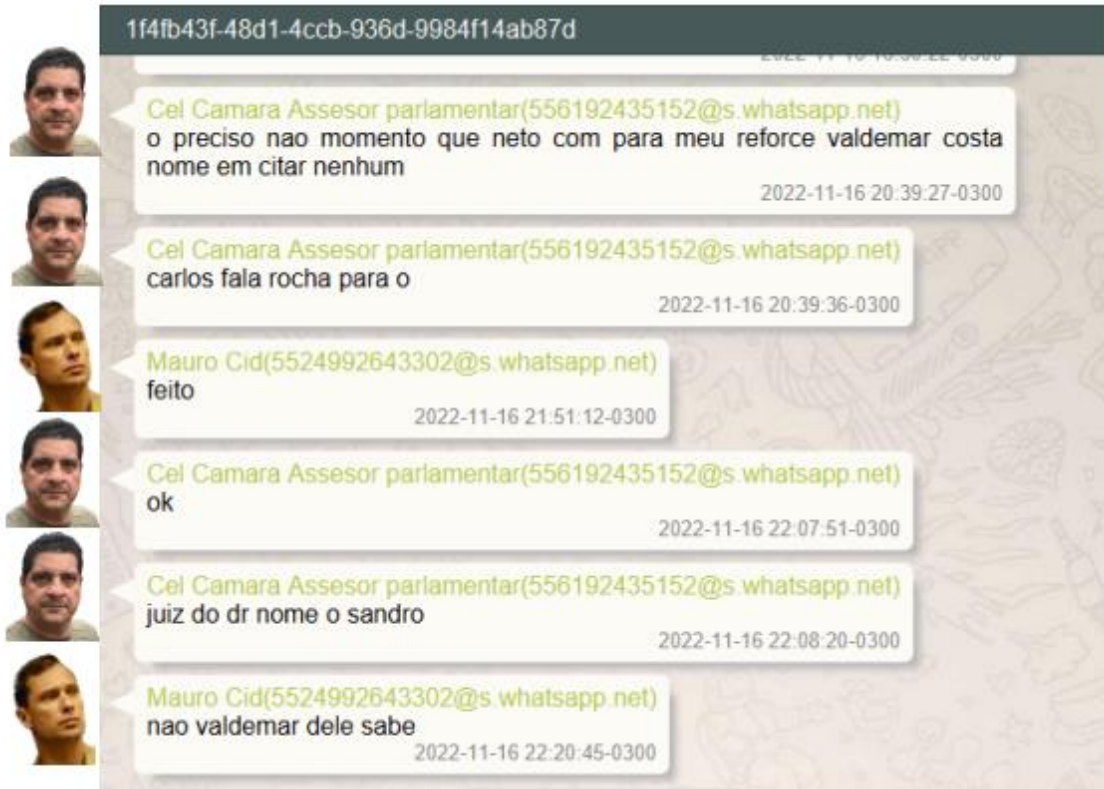 1f4fb43f-48d1-4ccb-936d-9984f14ab87d
Cel Camara Assesor parlamentar(556192435152@s.whatsapp.net)
o preciso nao momento que neto com para meu reforce valdemar costa
nome em citar nenhum
2022-11-16 20:39:27-0300
Cel Camara Assesor parlamentar(556192435152@s.whatsapp.net)
carlos fala rocha para o
2022-11-16 20:39:36-0300
Mauro Cid(5524992643302@s.whatsapp.net)
feito
2022-11-16 21:51:12-0300
Cel Camara Assesor parlamentar(556192435152@s.whatsapp.net)
ok
2022-11-16 22:07:51-0300
Cel Camara Assesor parlamentar(556192435152@s.whatsapp.net)
juiz do dr nome o sandro
2022-11-16 22:08:20-0300
Mauro Cid(5524992643302@s.whatsapp.net)
nao valdemar dele sabe
2022-11-16 22:20:45-0300